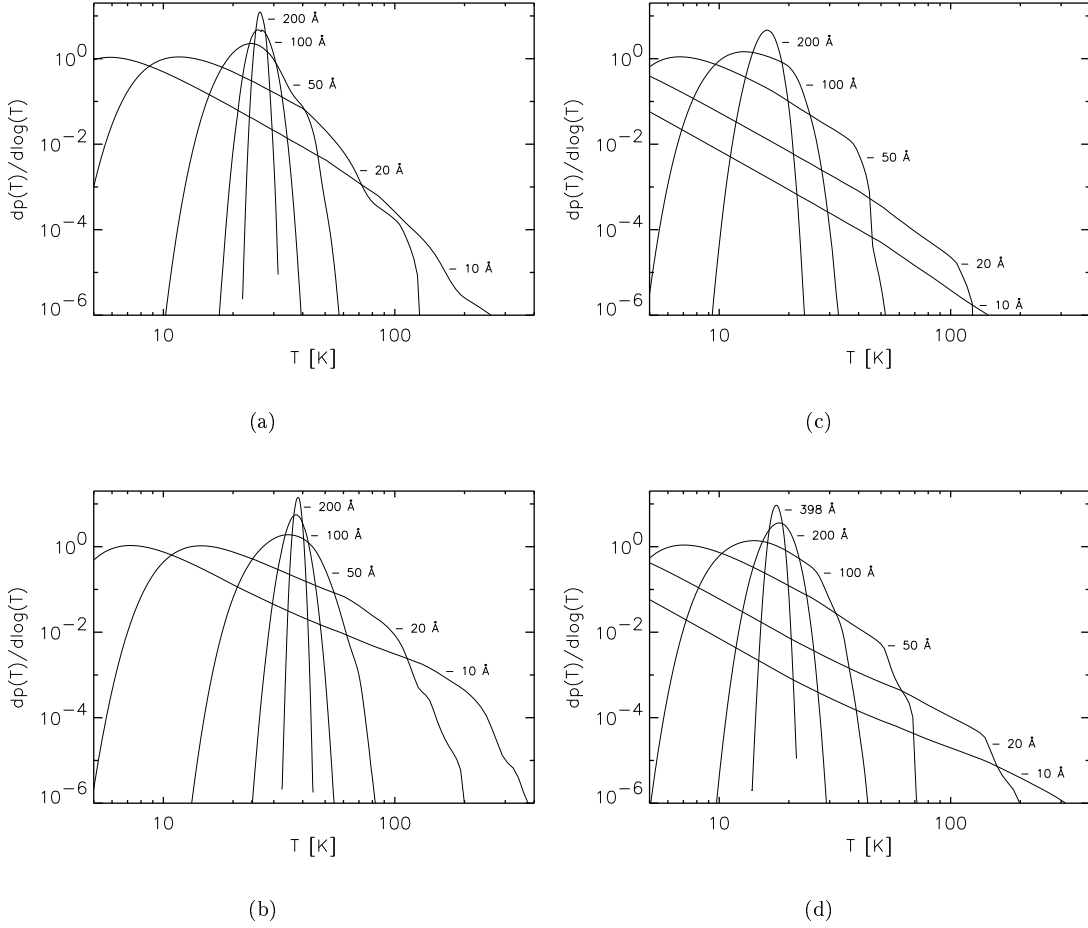 dp(T)/dlog(T)
10^0
10^-2
10^-4
10^-6
10
100
T [K]
– 200 Å
– 100 Å
– 50 Å
– 20 Å
– 10 Å
(a)
dp(T)/dlog(T)
10^0
10^-2
10^-4
10^-6
10
100
T [K]
– 200 Å
– 100 Å
– 50 Å
– 20 Å
– 10 Å
(c)
dp(T)/dlog(T)
10^0
10^-2
10^-4
10^-6
10
100
T [K]
– 200 Å
– 100 Å
– 50 Å
– 20 Å
– 10 Å
(b)
dp(T)/dlog(T)
10^0
10^-2
10^-4
10^-6
10
100
T [K]
– 398 Å
– 200 Å
– 100 Å
– 50 Å
– 20 Å
– 10 Å
(d)